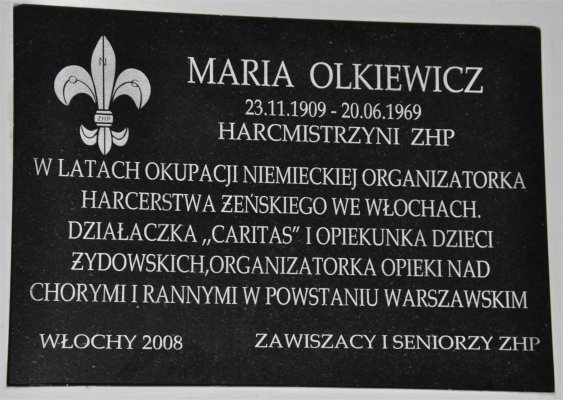 N
ZHP
MARIA OLKIEWICZ
23.11.1909 - 20.06.1969
HARCMISTRZYNI ZHP
W LATACH OKUPACJI NIEMIECKIEJ ORGANIZATORKA
HARCERSTWA ŻEŃSKIEGO WE WŁOCHACH.
DZIAŁACZKA ,,CARITAS” I OPIEKUNKA DZIECI
ŻYDOWSKICH,ORGANIZATORKA OPIEKI NAD
CHORYMI I RANNYMI W POWSTANIU WARSZAWSKIM
WŁOCHY 2008 ZAWISZACY I SENIORZY ZHP